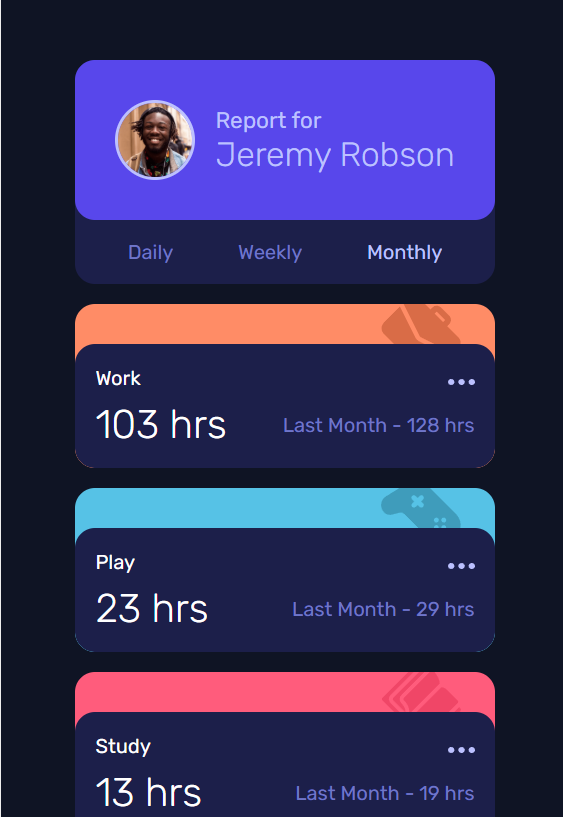 Report for
Jeremy Robson
Daily Weekly Monthly
Work
103 hrs Last Month - 128 hrs
Play
23 hrs Last Month - 29 hrs
Study
13 hrs Last Month - 19 hrs